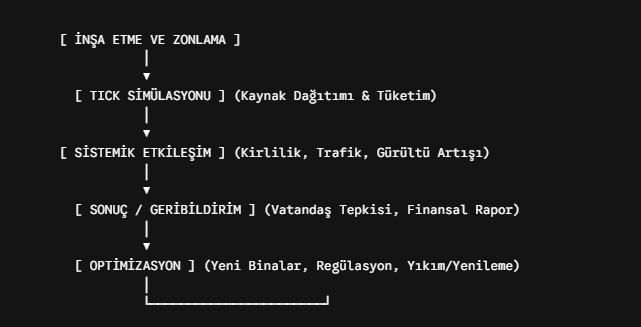 [ İNŞA ETME VE ZONLAMA ]
[ TICK SİMÜLASYONU ] (Kaynak Dağıtımı & Tüketim)
[ SİSTEMİK ETKİLEŞİM ] (Kirlilik, Trafik, Gürültü Artışı)
[ SONUÇ / GERİBİLDİRİM ] (Vatandaş Tepkisi, Finansal Rapor)
[ OPTİMİZASYON ] (Yeni Binalar, Regülasyon, Yıkım/Yenileme)